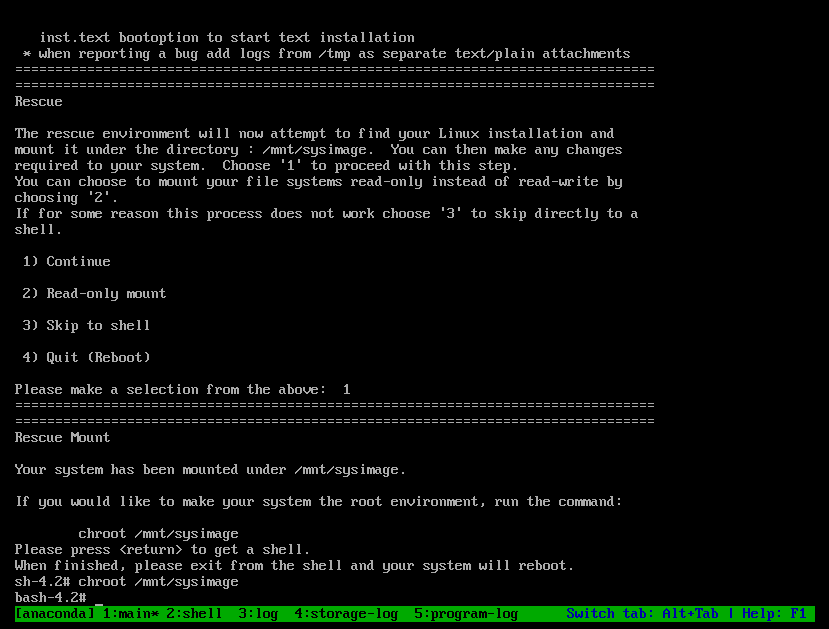 inst.text bootoption to start text installation
* when reporting a bug add logs from /tmp as separate text/plain attachments
================================================================================
================================================================================
Rescue
The rescue environment will now attempt to find your Linux installation and
mount it under the directory : /mnt/sysimage.  You can then make any changes
required to your system.  Choose '1' to proceed with this step.
You can choose to mount your file systems read-only instead of read-write by
choosing '2'.
If for some reason this process does not work choose '3' to skip directly to a
shell.
1) Continue
2) Read-only mount
3) Skip to shell
4) Quit (Reboot)
Please make a selection from the above:  1
================================================================================
================================================================================
Rescue Mount
Your system has been mounted under /mnt/sysimage.
If you would like to make your system the root environment, run the command:
chroot /mnt/sysimage
Please press <return> to get a shell.
When finished, please exit from the shell and your system will reboot.
sh-4.2# chroot /mnt/sysimage
bash-4.2# _
[anaconda] 1:main* 2:shell  3:log  4:storage-log  5:program-log      Switch tab: Alt+Tab | Help: F1